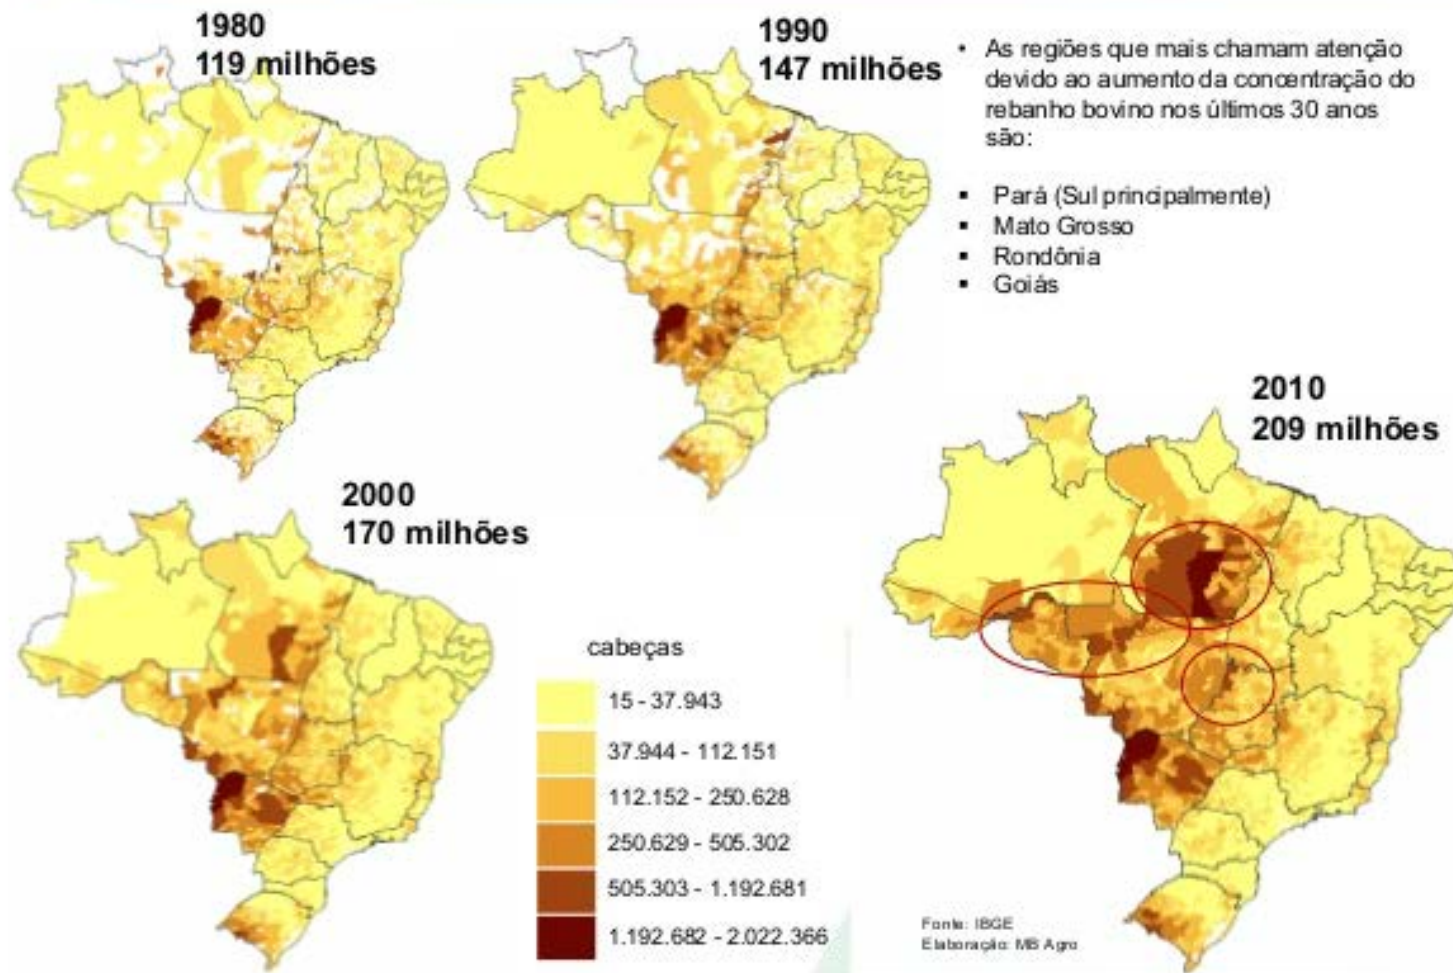 1980
119 milhões
1990
147 milhões
• As regiões que mais chamam atenção
devido ao aumento da concentração do
rebanho bovino nos últimos 30 anos
são:
▪ Pará (Sul principalmente)
▪ Mato Grosso
▪ Rondônia
▪ Goiás
2010
209 milhões
2000
170 milhões
cabeças
15 - 37.943
37.944 - 112.151
112.152 - 250.628
250.629 - 505.302
505.303 - 1.192.681
1.192.682 - 2.022.366
Fonte: IBGE
Elaboração: MB Agro